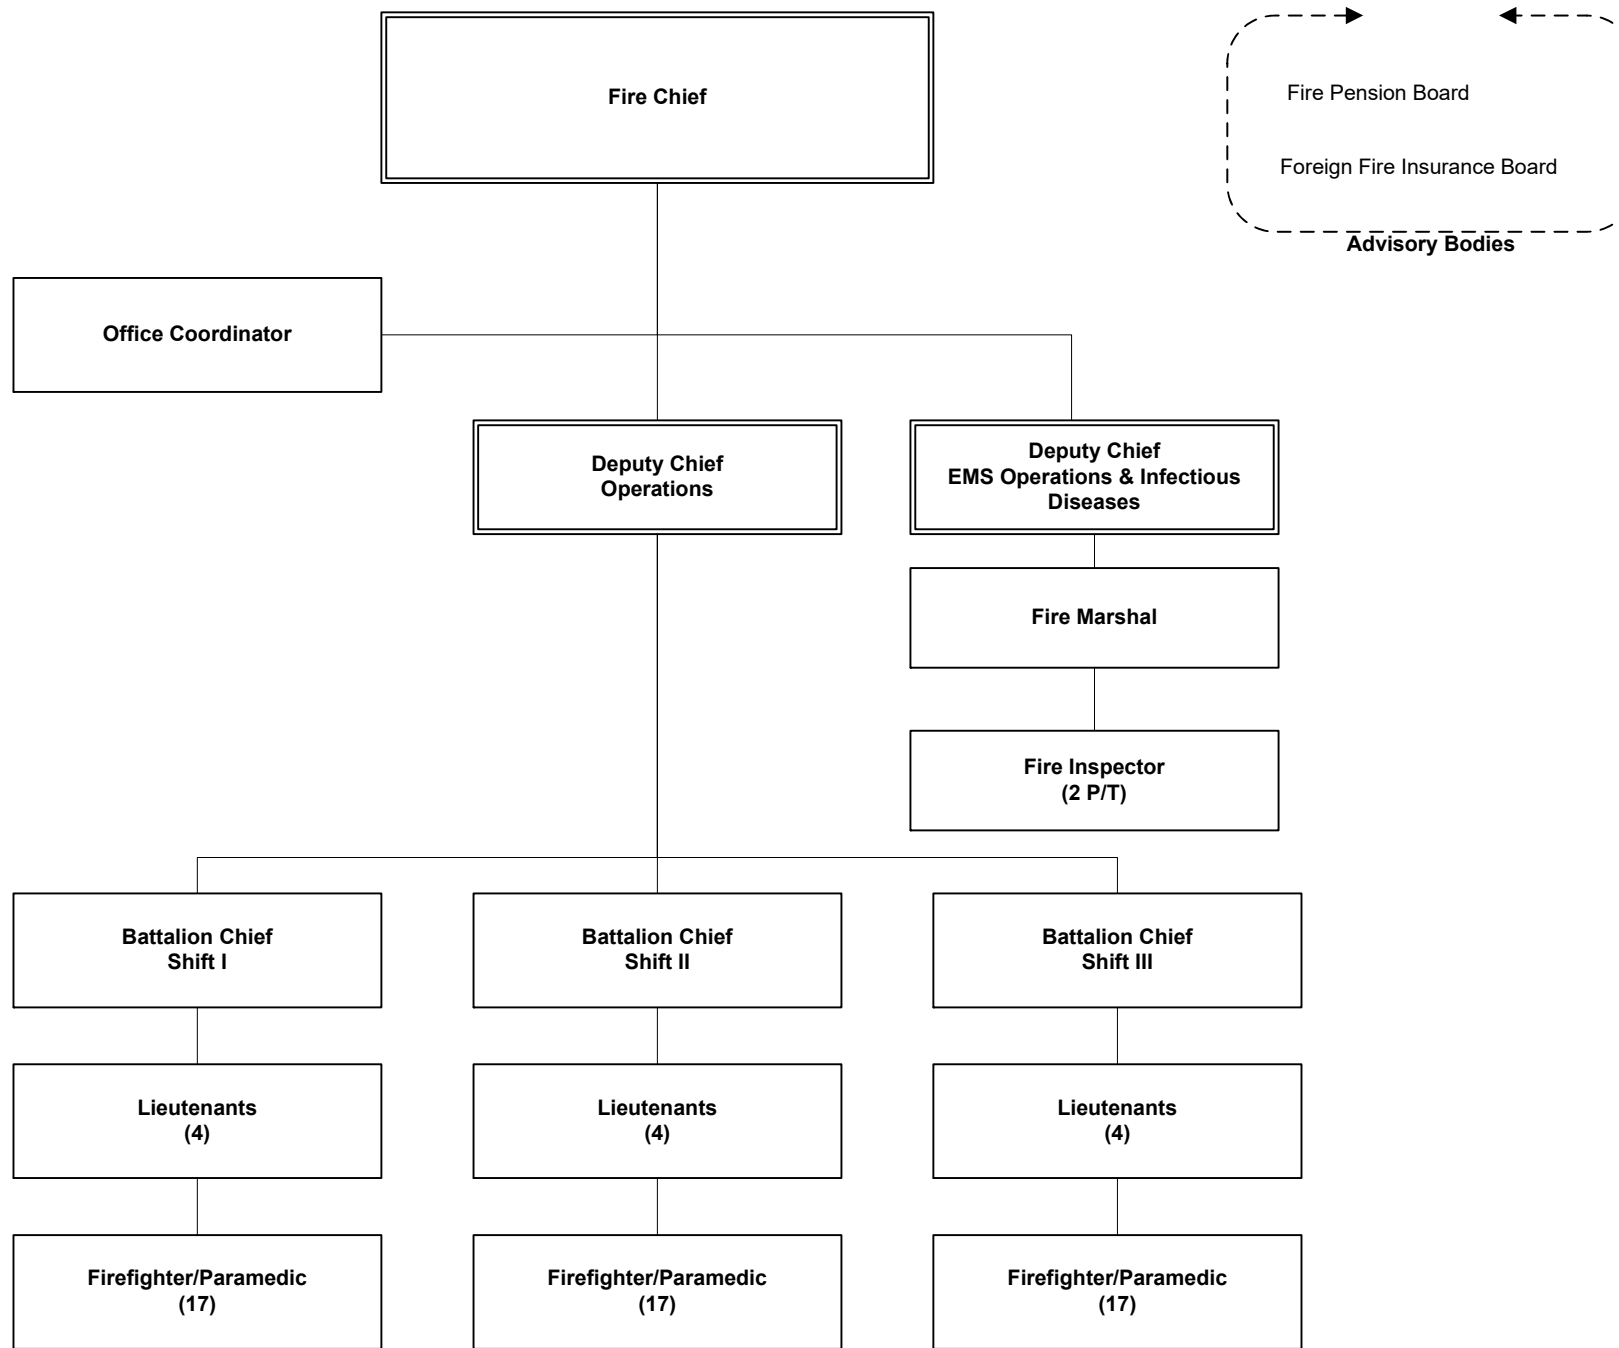 Fire Chief
Fire Pension Board
Foreign Fire Insurance Board
Advisory Bodies
Office Coordinator
Deputy Chief
Operations
Deputy Chief
EMS Operations & Infectious
Diseases
Fire Marshal
Fire Inspector
(2 P/T)
Battalion Chief
Shift I
Battalion Chief
Shift II
Battalion Chief
Shift III
Lieutenants
(4)
Lieutenants
(4)
Lieutenants
(4)
Firefighter/Paramedic
(17)
Firefighter/Paramedic
(17)
Firefighter/Paramedic
(17)